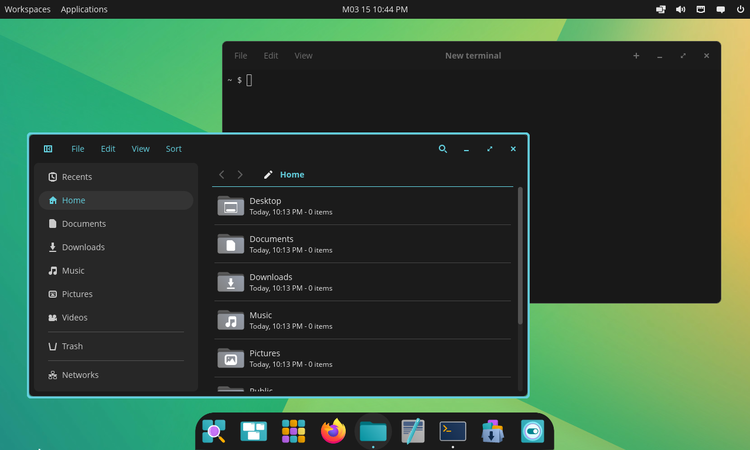 Workspaces Applications M03 15 10:44 PM
File Edit View New terminal
~ $
File Edit View Sort
Recents
Home
Documents
Downloads
Music
Pictures
Videos
Trash
Networks
Home
Desktop
Today, 10:13 PM - 0 items
Documents
Today, 10:13 PM - 0 items
Downloads
Today, 10:13 PM - 0 items
Music
Today, 10:13 PM - 0 items
Pictures
Today, 10:13 PM - 0 items
Public